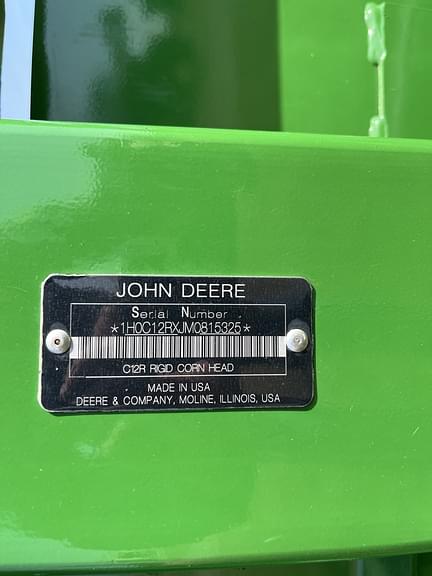 JOHN DEERE
Serial Number
*1H0C12RXJM0815325*
C12R RIGID CORN HEAD
MADE IN USA
DEERE & COMPANY, MOLINE, ILLINOIS, USA